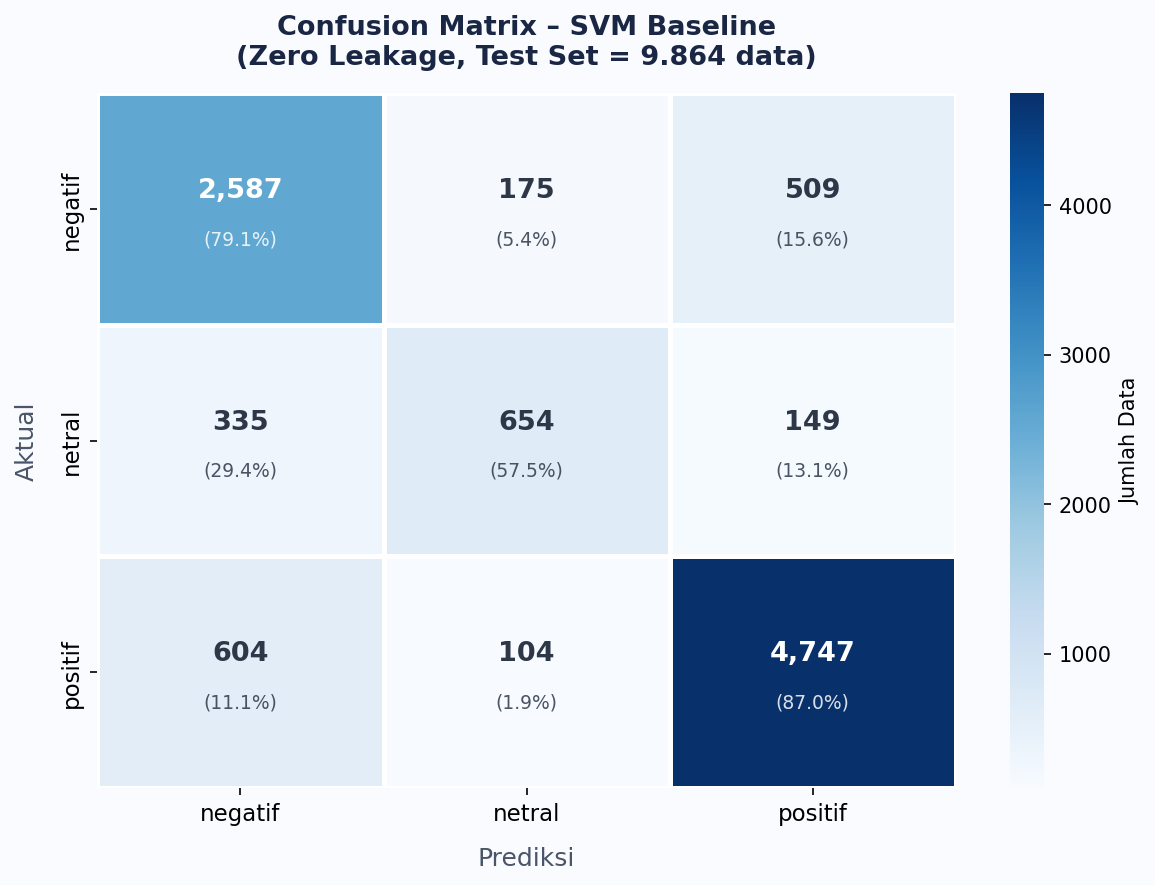 Confusion Matrix – SVM Baseline
(Zero Leakage, Test Set = 9.864 data)
negatif
2,587
175
509
(79.1%)
(5.4%)
(15.6%)
netral
335
654
149
(29.4%)
(57.5%)
(13.1%)
positif
604
104
4,747
(11.1%)
(1.9%)
(87.0%)
Aktual
negatif
netral
positif
Prediksi
4000
3000
2000
1000
Jumlah Data